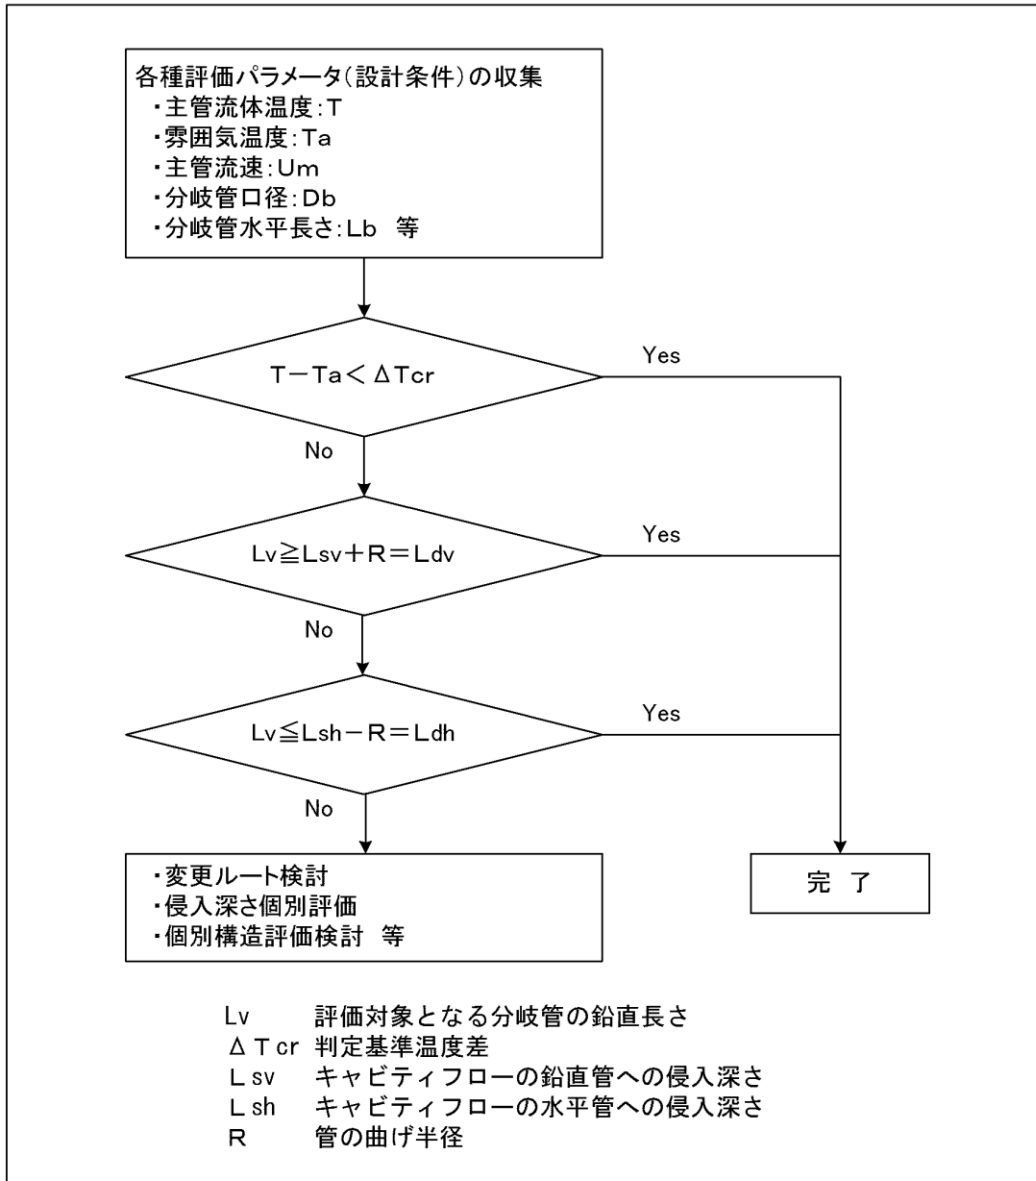 各種評価パラメータ(設計条件)の収集
・主管流体温度:T
・雰囲気温度:Ta
・主管流速:Um
・分岐管口径:Db
・分岐管水平長さ:Lb 等
T-Ta<ΔTcr
Yes
No
Lv≧Lsv+R=Ldv
Yes
No
Lv≦Lsh-R=Ldh
Yes
No
・変更ルート検討
・侵入深さ個別評価
・個別構造評価検討 等
完 了
Lv 評価対象となる分岐管の鉛直長さ
ΔTcr 判定基準温度差
Lsv キャビティフローの鉛直管への侵入深さ
Lsh キャビティフローの水平管への侵入深さ
R 管の曲げ半径